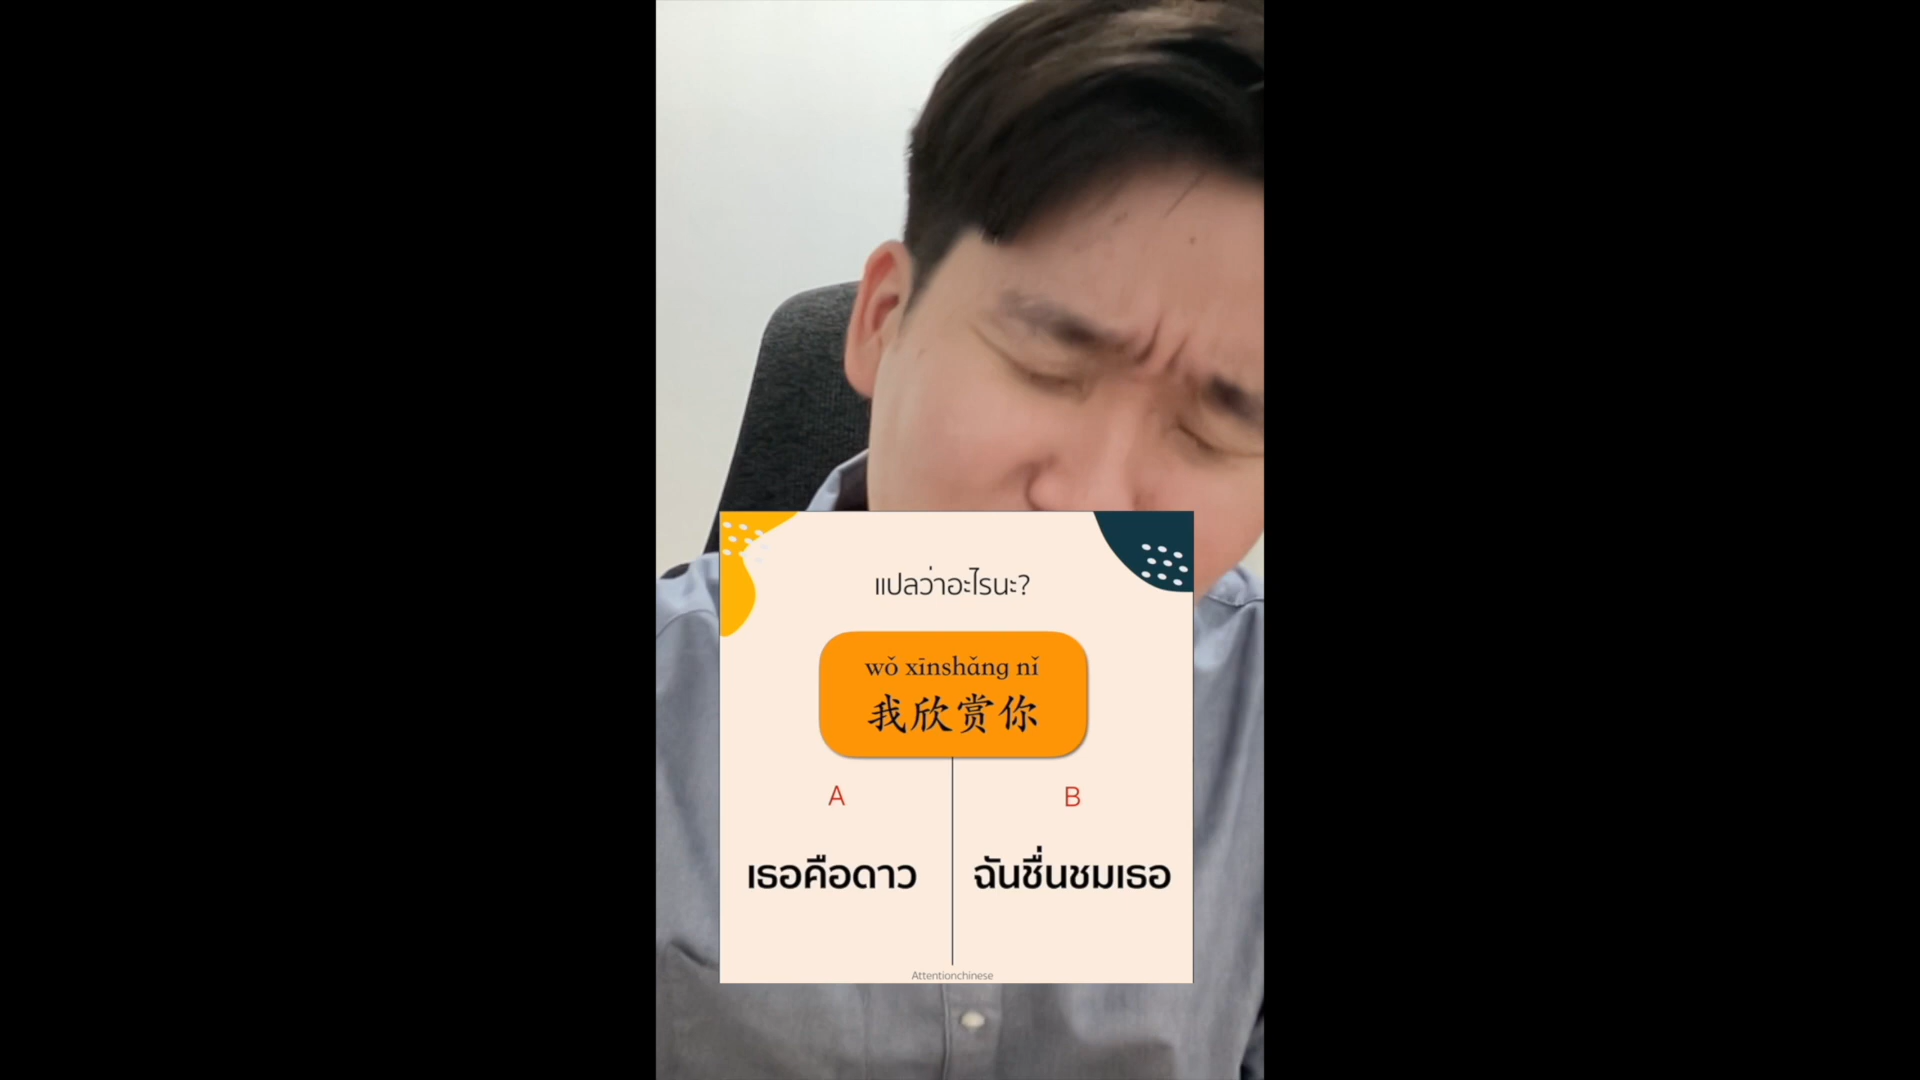 แปลว่าอะไรนะ?
wǒ xīnshǎng nǐ
我欣赏你
A
B
เธอคือดาว
ฉันชื่นชมเธอ
Attentionchinese